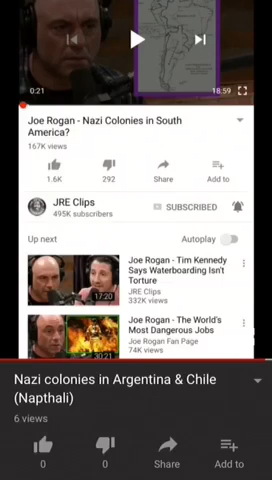 0:21
18:59
Joe Rogan - Nazi Colonies in South
America?
167K views
1.6K
292
Share
Add to
JRE Clips
495K subscribers
SUBSCRIBED
Up next
Autoplay
17:20
Joe Rogan - Tim Kennedy
Says Waterboarding Isn't
Torture
JRE Clips
332K views
30:21
Joe Rogan - The World's
Most Dangerous Jobs
Joe Rogan Fan Page
74K views
Nazi colonies in Argentina & Chile
(Napthali)
6 views
0
0
Share
Add to